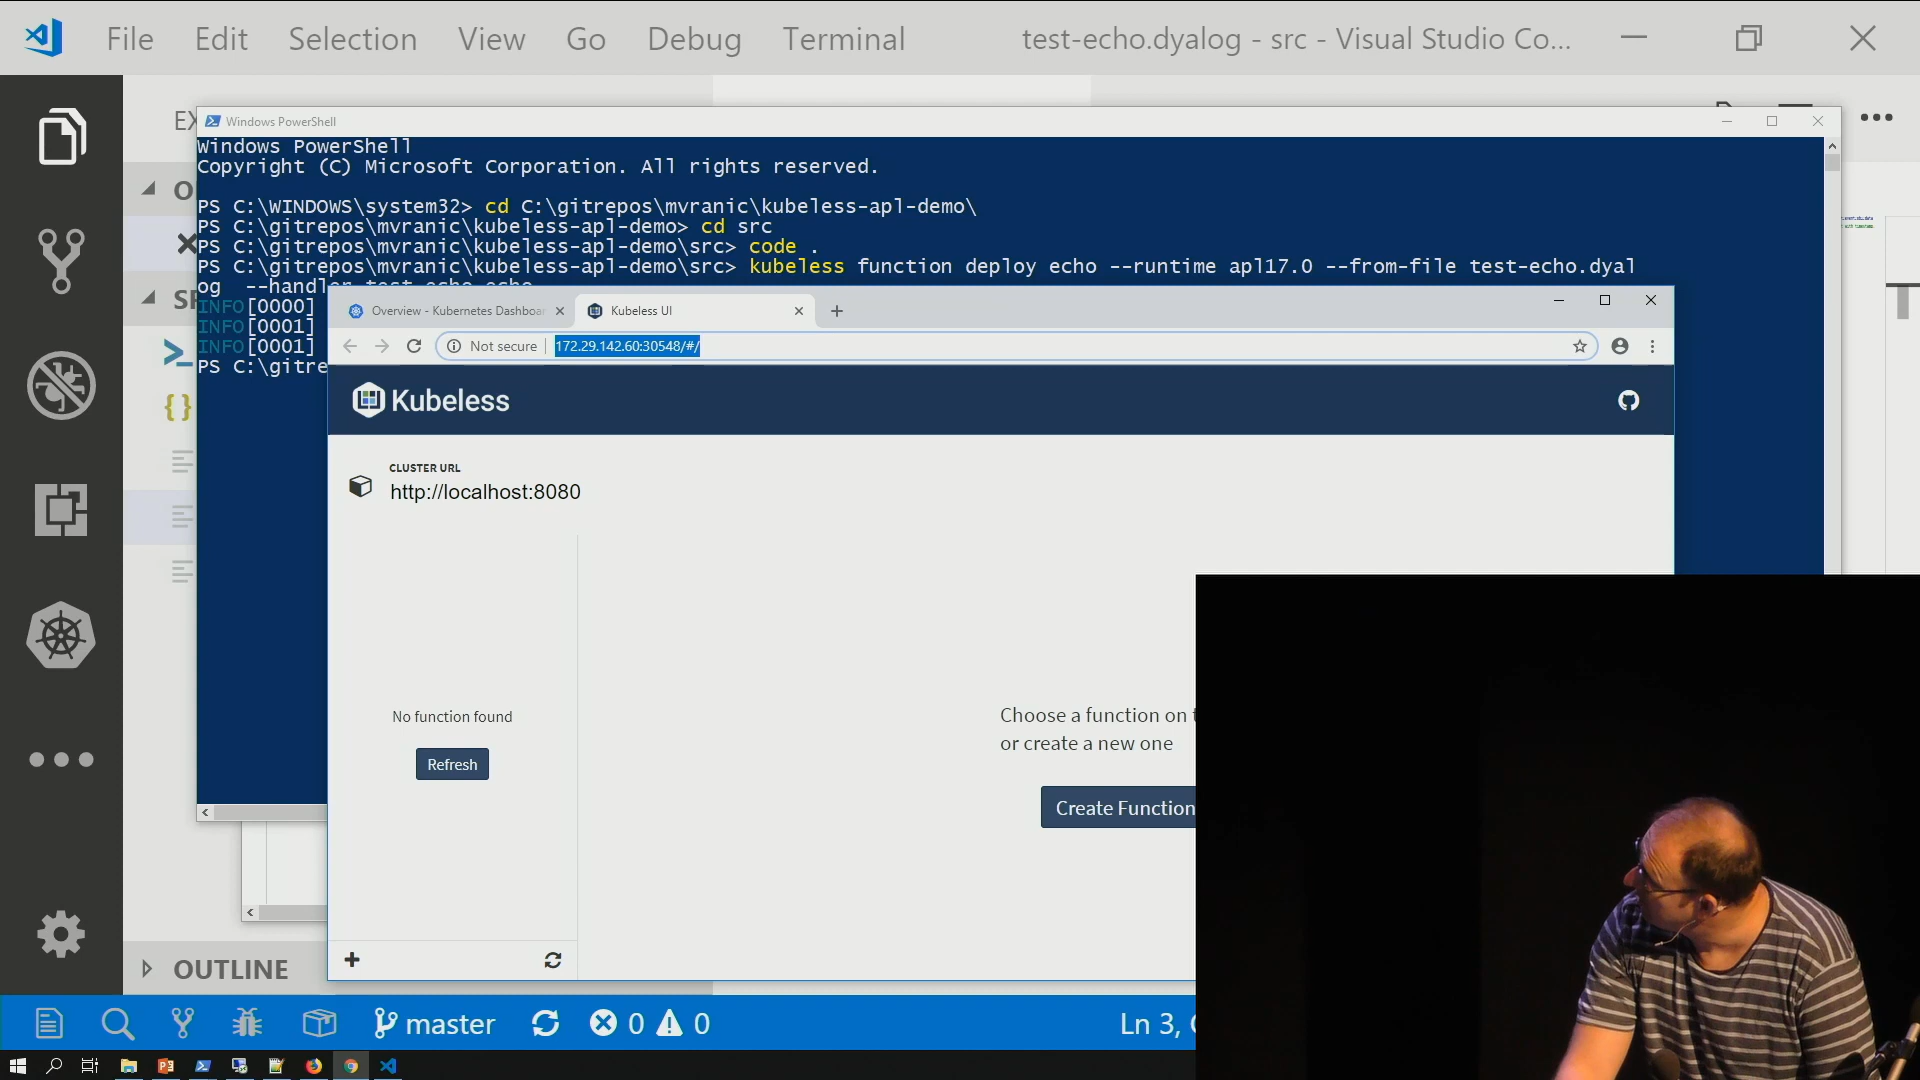 File Edit Selection View Go Debug Terminal test-echo.dyalog - src - Visual Studio Co...
Windows PowerShell
Windows PowerShell
Copyright (C) Microsoft Corporation. All rights reserved.
PS C:\WINDOWS\system32> cd C:\gitrepos\mvranic\kubeless-apl-demo\
PS C:\gitrepos\mvranic\kubeless-apl-demo> cd src
PS C:\gitrepos\mvranic\kubeless-apl-demo\src> code .
PS C:\gitrepos\mvranic\kubeless-apl-demo\src> kubeless function deploy echo --runtime apl17.0 --from-file test-echo.dyal
og --handler test-echo.echo
INFO[0000]
INFO[0001]
INFO[0001]
PS C:\gitre
Overview - Kubernetes Dashboar
Kubeless UI
Not secure | 172.29.142.60:30548/#/
Kubeless
CLUSTER URL
http://localhost:8080
No function found
Refresh
Choose a function on t
or create a new one
Create Function
OUTLINE
master 0 0 Ln 3,